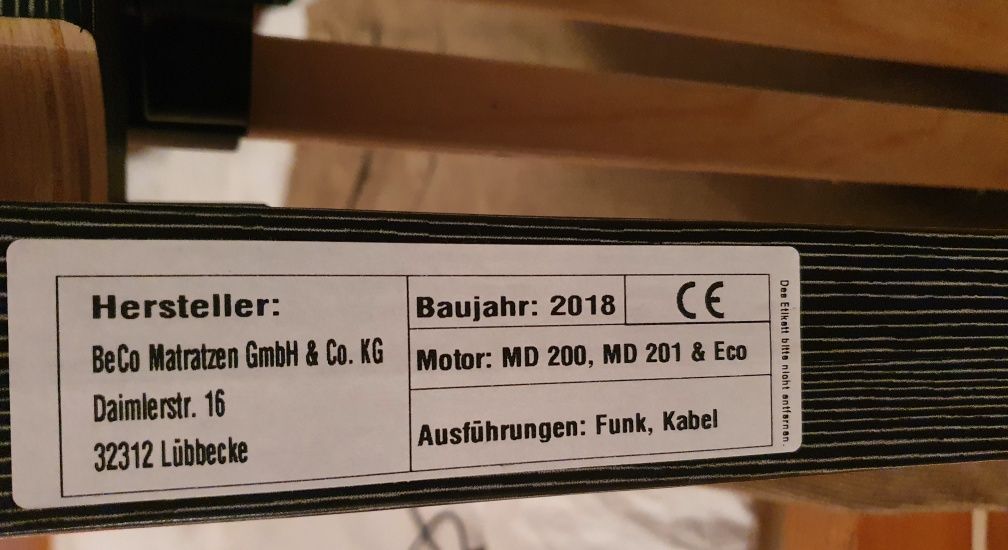 Hersteller:
BeCo Matratzen GmbH & Co. KG
Daimlerstr. 16
32312 Lübbecke
Baujahr: 2018
CE
Motor: MD 200, MD 201 & Eco
Ausführungen: Funk, Kabel
Das Etikett bitte nicht entfernen.